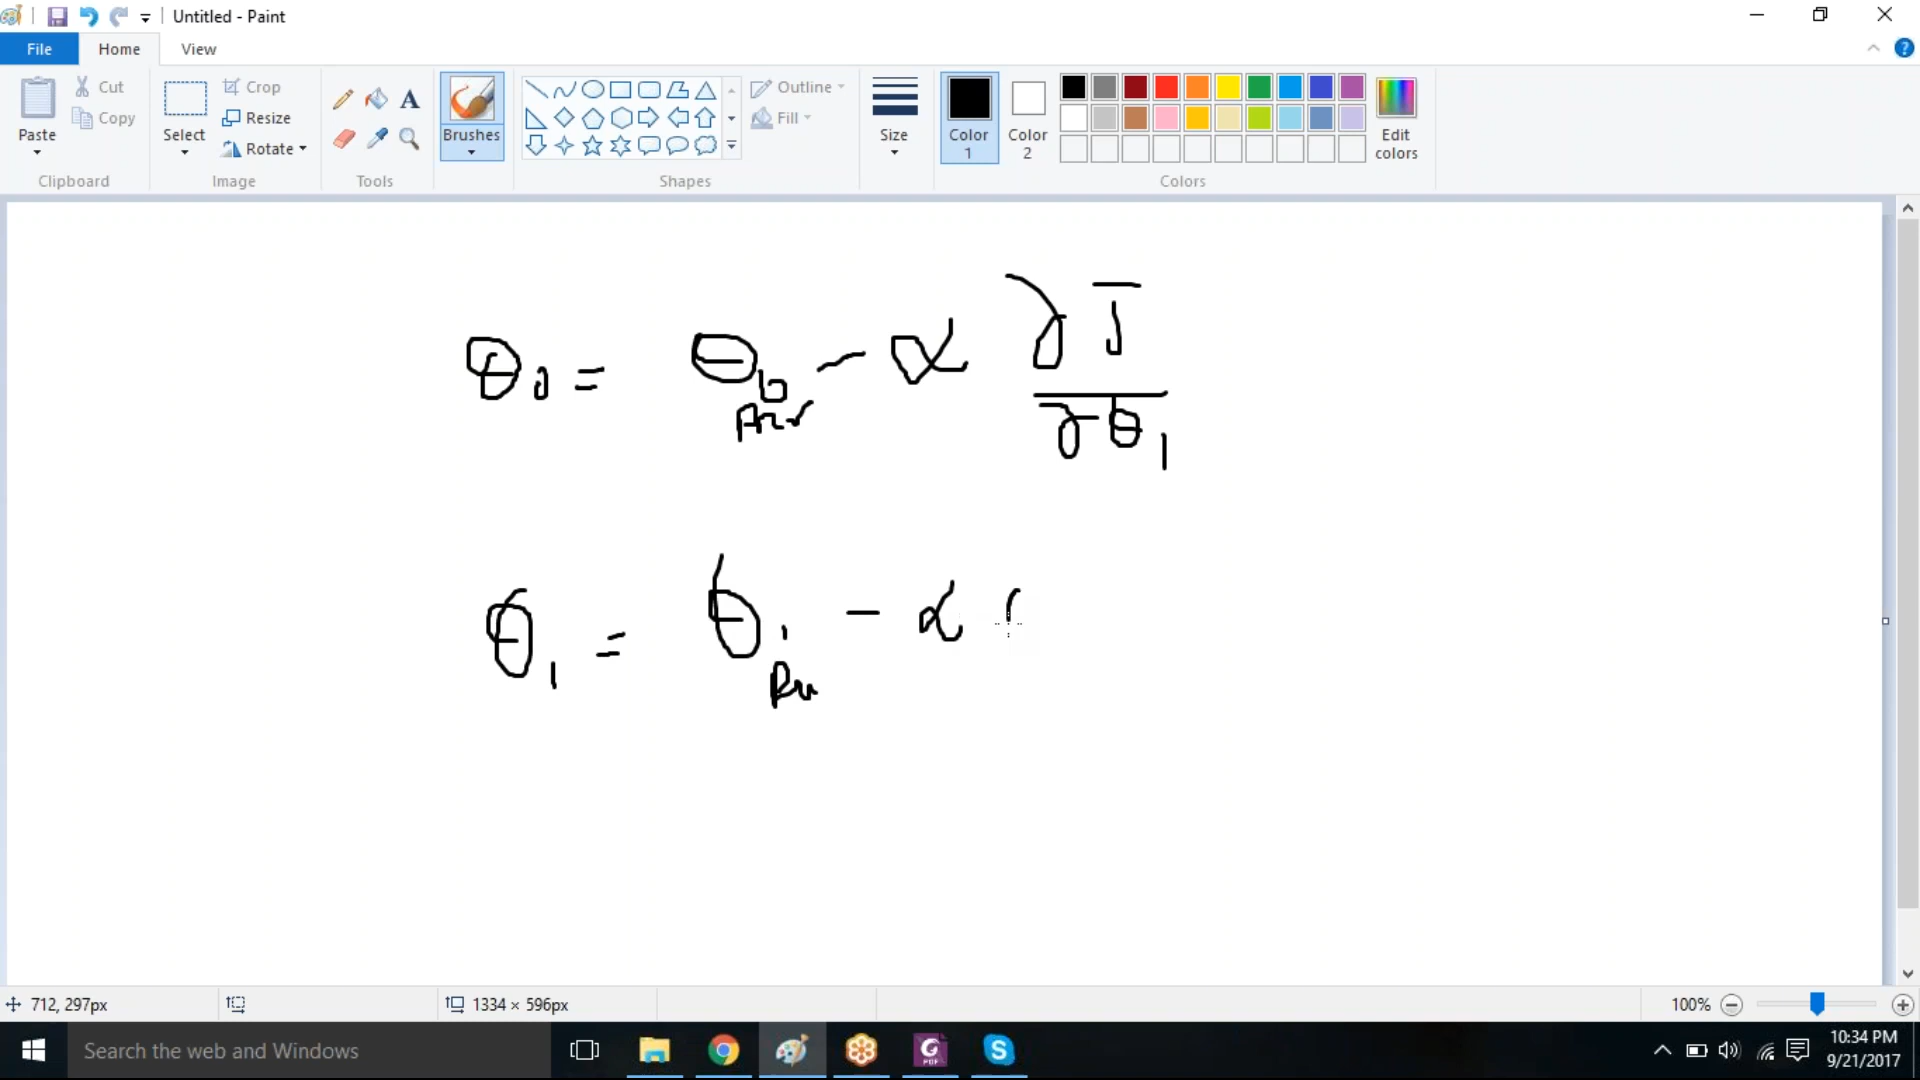 Untitled - Paint
File Home View
Paste
Cut
Copy
Clipboard
Select
Crop
Resize
Rotate
Image
Tools
Brushes
Shapes
Outline
Fill
Size
Color 1
Color 2
Edit colors
Colors
θ₀ = θ₀ - α ∂J
∂θ₁
θ₁ = θ₁ - α
712, 297px
1334 × 596px
100%
Search the web and Windows
10:34 PM
9/21/2017